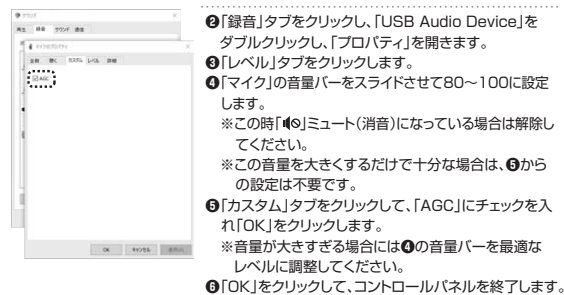 サウンド
再生 録音 サウンド 通信
マイクのプロパティ
全般 聴く カスタム レベル 詳細
AGC
OK キャンセル 適用(A)
❷「録音」タブをクリックし、「USB Audio Device」を
ダブルクリックし、「プロパティ」を開きます。
❸「レベル」タブをクリックします。
❹「マイク」の音量バーをスライドさせて80～100に設定
します。
※この時「🔇」ミュート（消音）になっている場合は解除し
てください。
※この音量を大きくするだけで十分な場合は、❺から
の設定は不要です。
❺「カスタム」タブをクリックして、「AGC」にチェックを入
れ「OK」をクリックします。
※音量が大きすぎる場合には❹の音量バーを最適な
レベルに調整してください。
❻「OK」をクリックして、コントロールパネルを終了します。